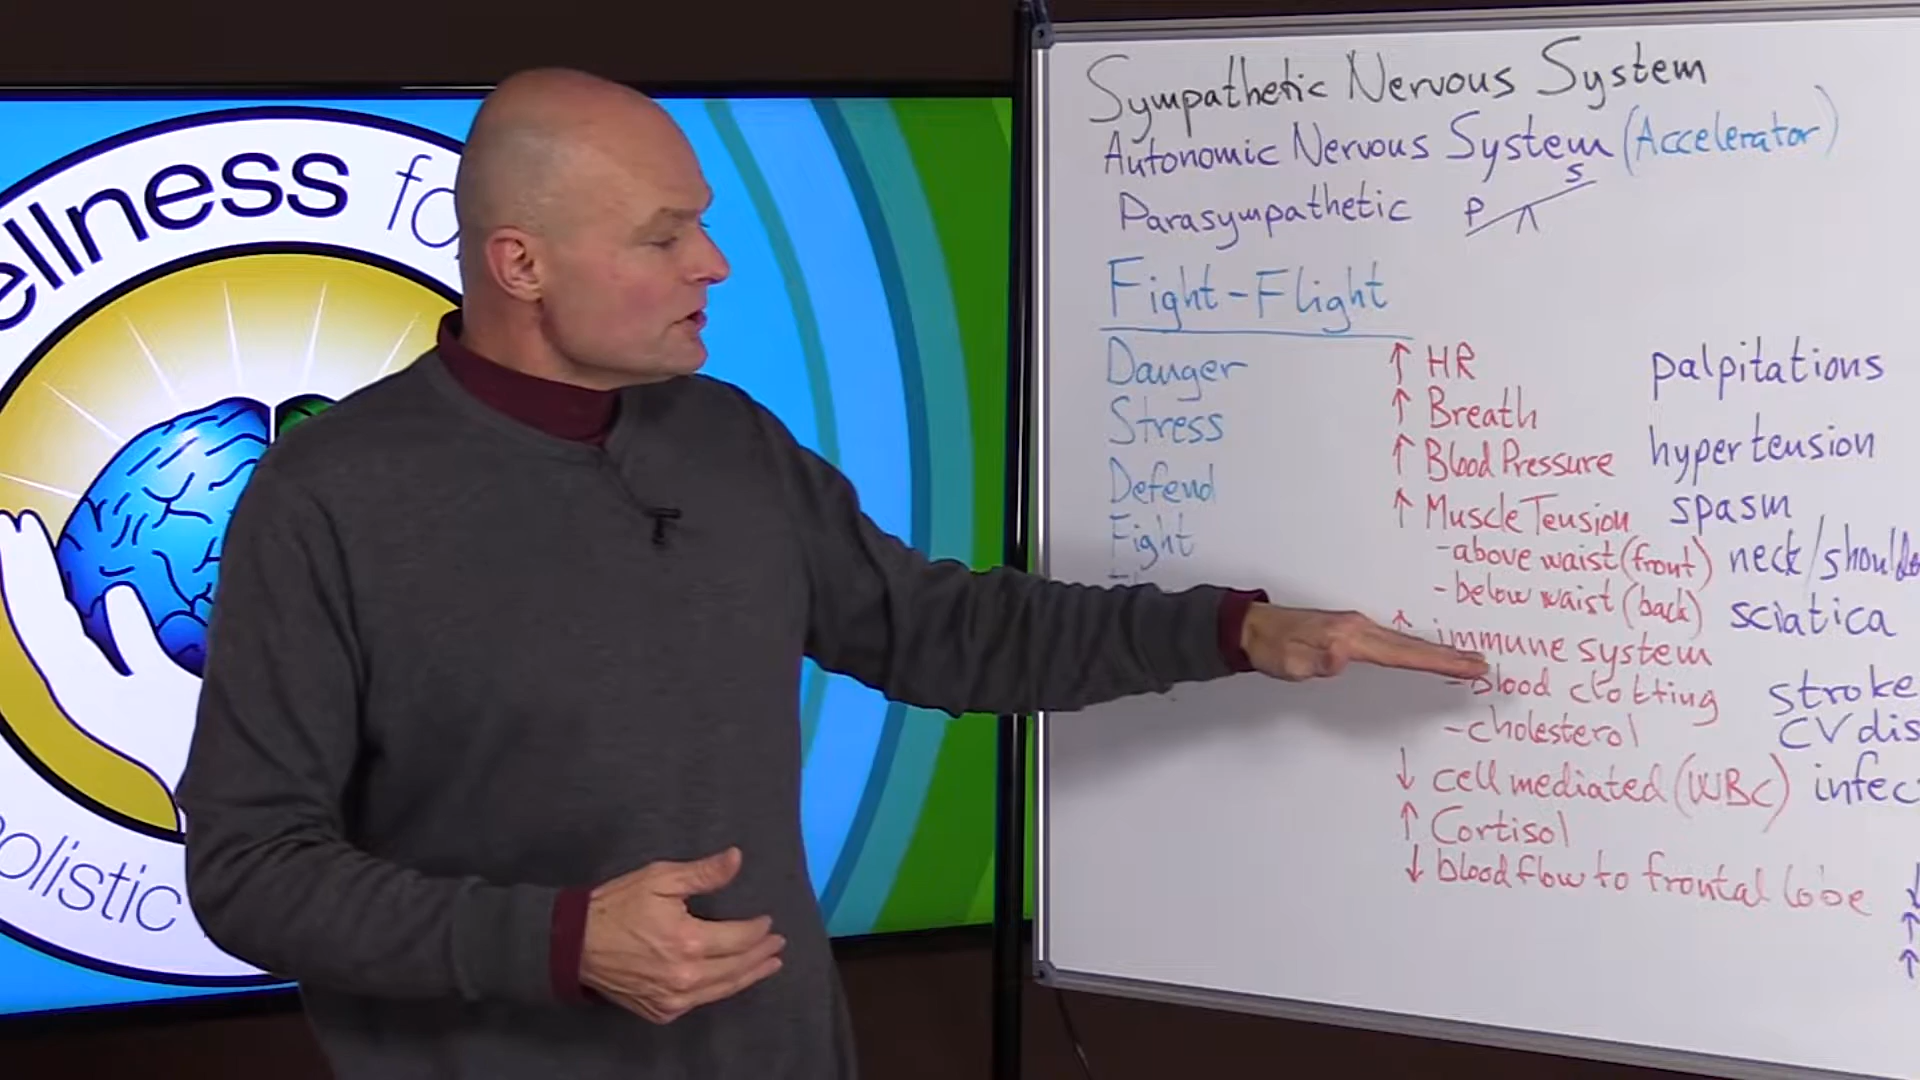 ellness fo
olistic
Sympathetic Nervous System
Autonomic Nervous System (Accelerator)
Parasympathetic P S
Fight-Flight
Danger ↑ HR palpitations
Stress ↑ Breath
↑ Blood Pressure hypertension
Defend ↑ Muscle Tension spasm
Fight -above waist (front) neck/shoulde
-below waist (back) sciatica
↑ immune system
-blood clotting stroke
-cholesterol CV dis
↓ cell mediated (WBC) infec
↑ Cortisol
↓ blood flow to frontal lobe ↓
↑
↑